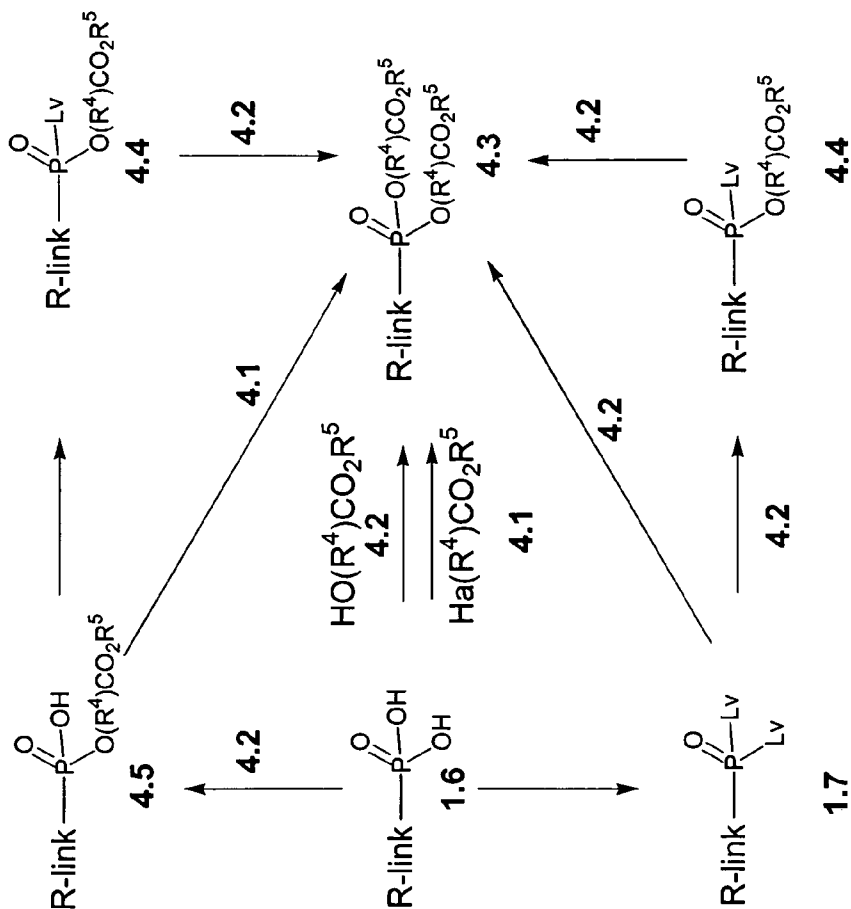 O
O
R-link P OH
R-link P Lv
O(R⁴)CO₂R⁵
O(R⁴)CO₂R⁵
4.5
4.4
4.2
4.1
4.2
HO(R⁴)CO₂R⁵
4.2
O
O
R-link P OH
R-link P O(R⁴)CO₂R⁵
OH
O(R⁴)CO₂R⁵
Ha(R⁴)CO₂R⁵
1.6
4.1
4.3
4.2
4.2
O
O
R-link P Lv
4.2
R-link P Lv
Lv
O(R⁴)CO₂R⁵
1.7
4.4